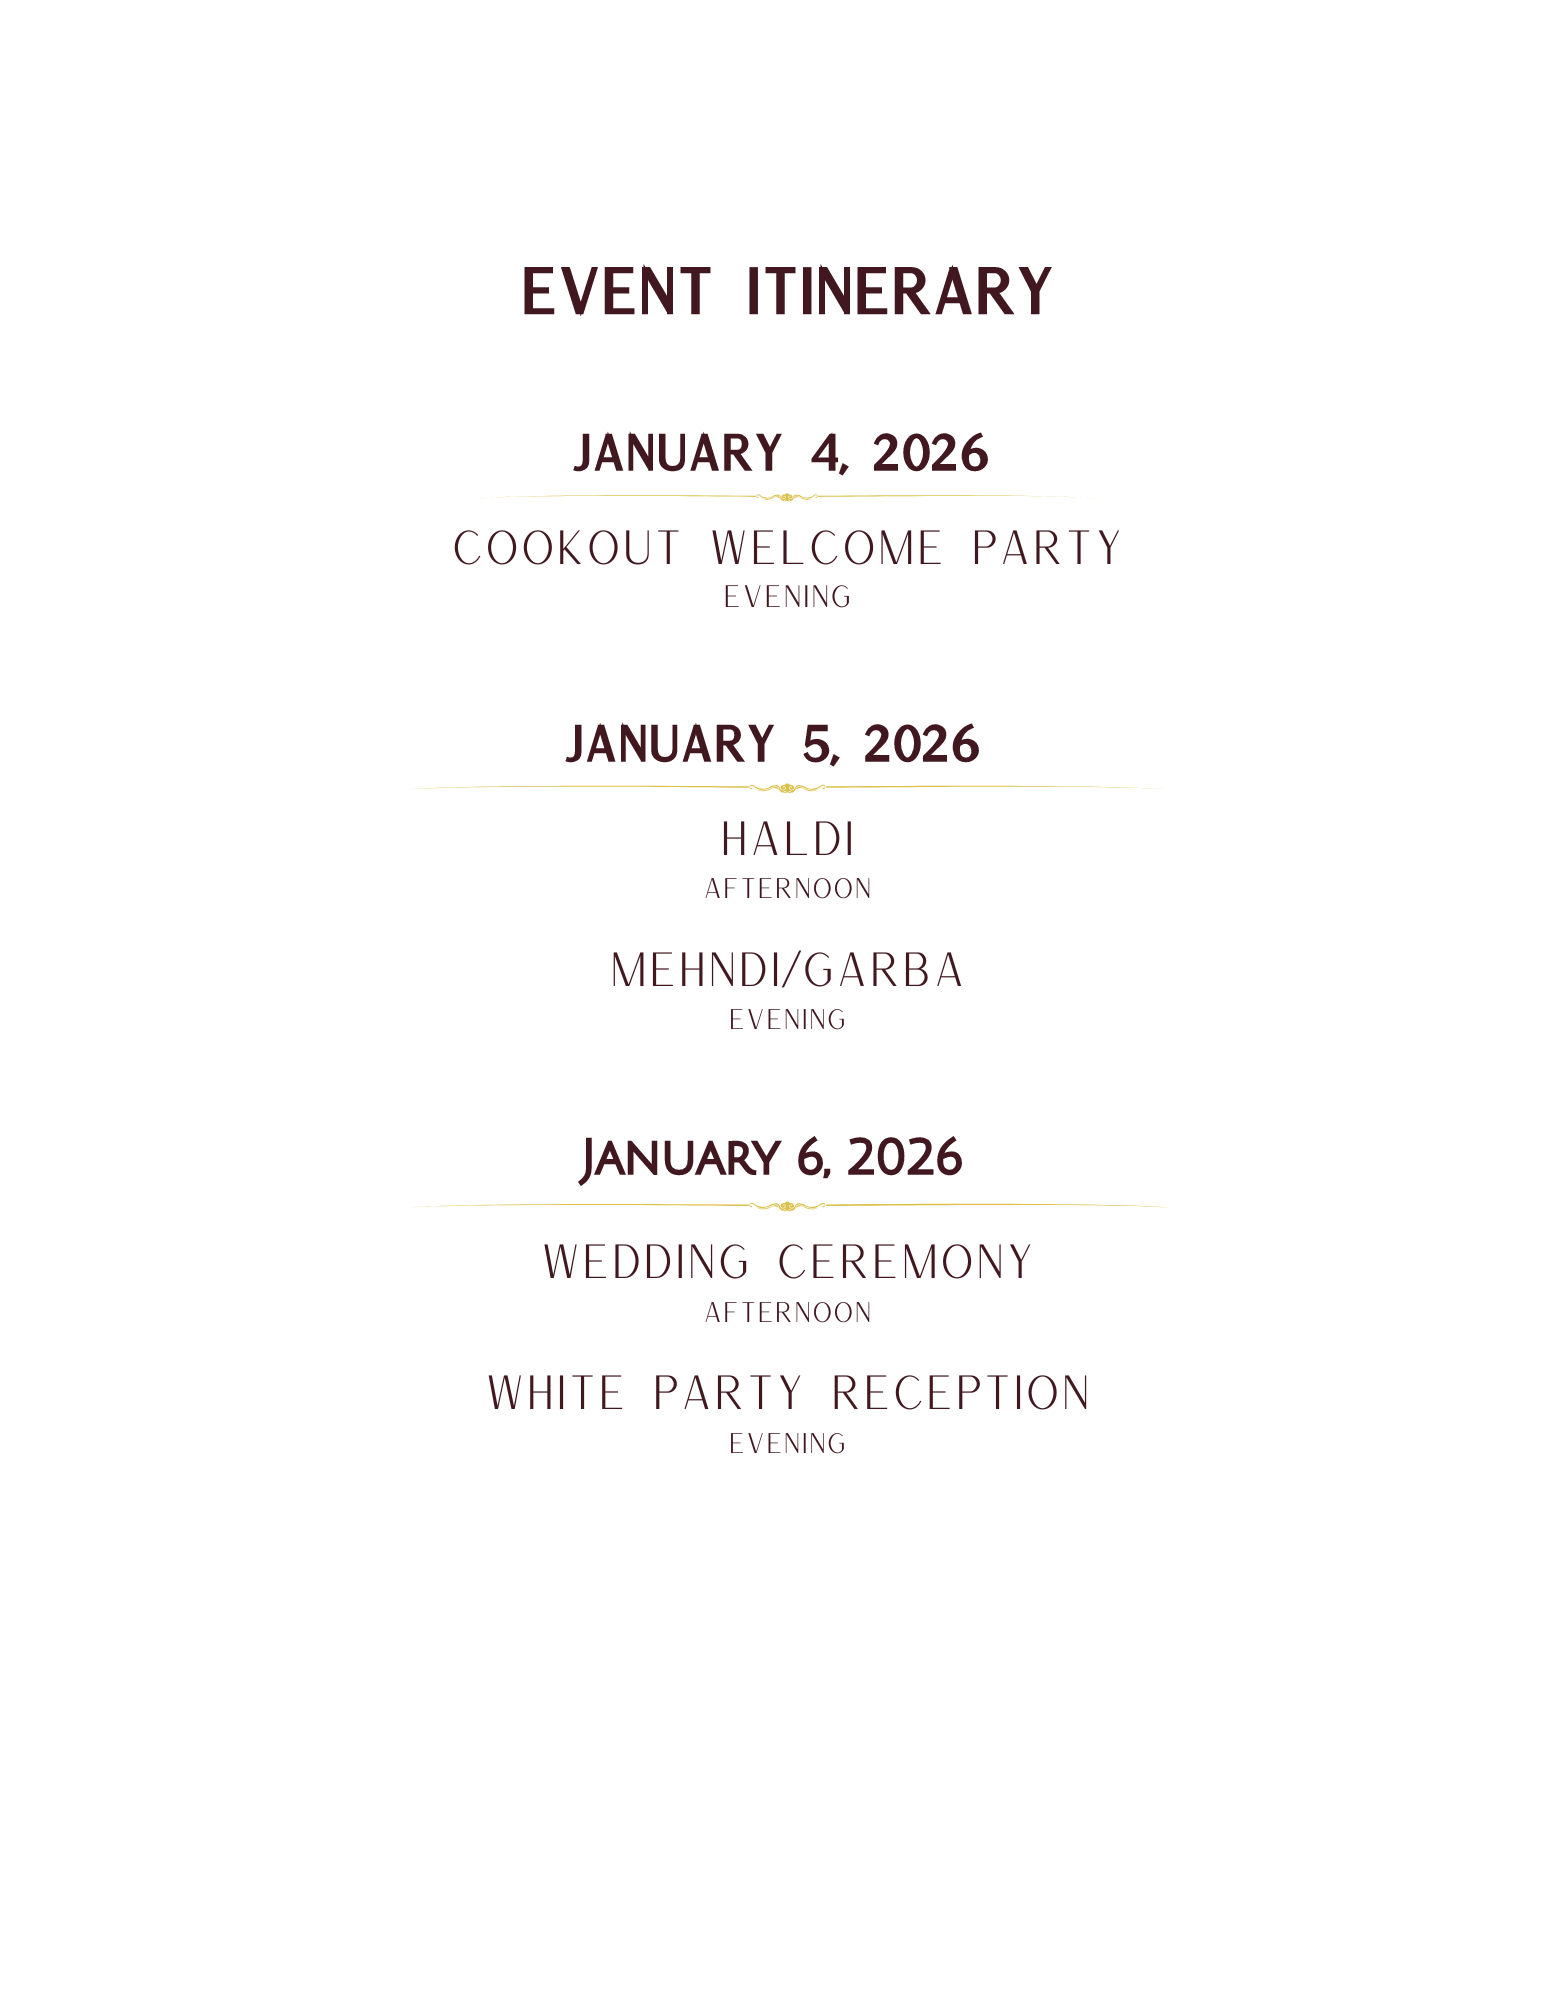 EVENT ITINERARY
JANUARY 4, 2026
COOKOUT WELCOME PARTY
EVENING
JANUARY 5, 2026
HALDI
AFTERNOON
MEHNDI/GARBA
EVENING
JANUARY 6, 2026
WEDDING CEREMONY
AFTERNOON
WHITE PARTY RECEPTION
EVENING